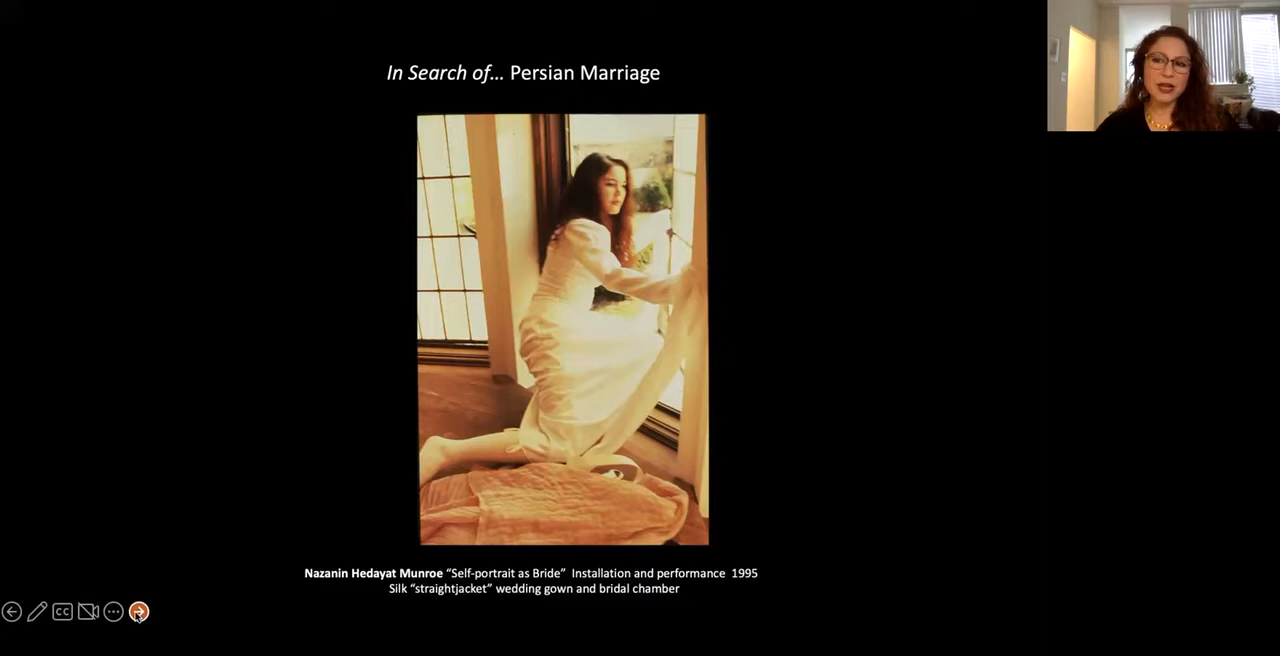 In Search of... Persian Marriage
Nazanin Hedayat Munroe “Self-portrait as Bride” Installation and performance 1995
Silk “straightjacket” wedding gown and bridal chamber
CC